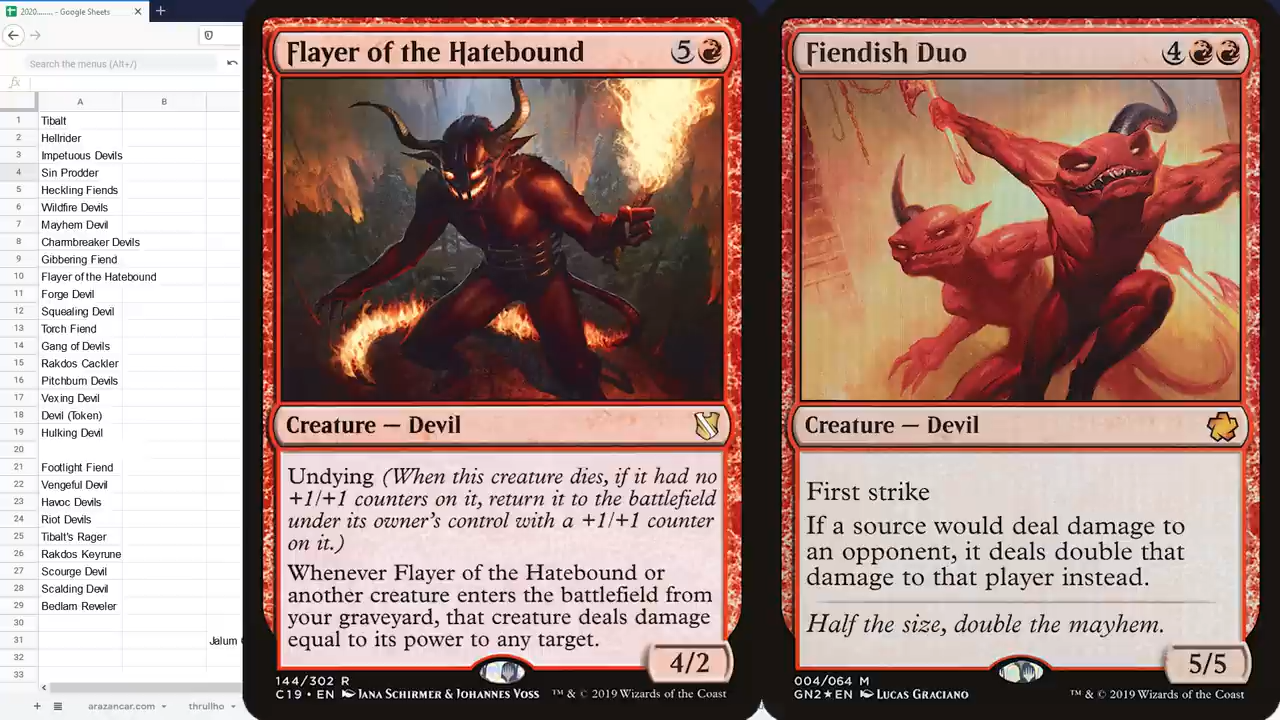 2020........ - Google Sheets
Search the menus (Alt+/)
fx
A B
1 Tibalt
2 Hellrider
3 Impetuous Devils
4 Sin Prodder
5 Heckling Fiends
6 Wildfire Devils
7 Mayhem Devil
8 Charmbreaker Devils
9 Gibbering Fiend
10 Flayer of the Hatebound
11 Forge Devil
12 Squealing Devil
13 Torch Fiend
14 Gang of Devils
15 Rakdos Cackler
16 Pitchburn Devils
17 Vexing Devil
18 Devil (Token)
19 Hulking Devil
20
21 Footlight Fiend
22 Vengeful Devil
23 Havoc Devils
24 Riot Devils
25 Tibalt's Rager
26 Rakdos Keyrune
27 Scourge Devil
28 Scalding Devil
29 Bedlam Reveler
30
31 Jalum
32
33
arazancar.com thrullho
Flayer of the Hatebound 5
Creature — Devil
Undying (When this creature dies, if it had no
+1/+1 counters on it, return it to the battlefield
under its owner's control with a +1/+1 counter
on it.)
Whenever Flayer of the Hatebound or
another creature enters the battlefield from
your graveyard, that creature deals damage
equal to its power to any target.
4/2
144/302 R
C19 • EN Jana Schirmer & Johannes Voss ™ & © 2019 Wizards of the Coast
Fiendish Duo 4
Creature — Devil
First strike
If a source would deal damage to
an opponent, it deals double that
damage to that player instead.
Half the size, double the mayhem.
5/5
004/064 M
GN2★EN Lucas Graciano ™ & © 2019 Wizards of the Coast